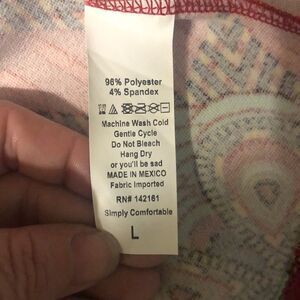 96% Polyester
4% Spandex
Machine Wash Cold
Gentle Cycle
Do Not Bleach
Hang Dry
or you'll be sad
MADE IN MEXICO
Fabric Imported
RN# 142161
Simply Comfortable
L